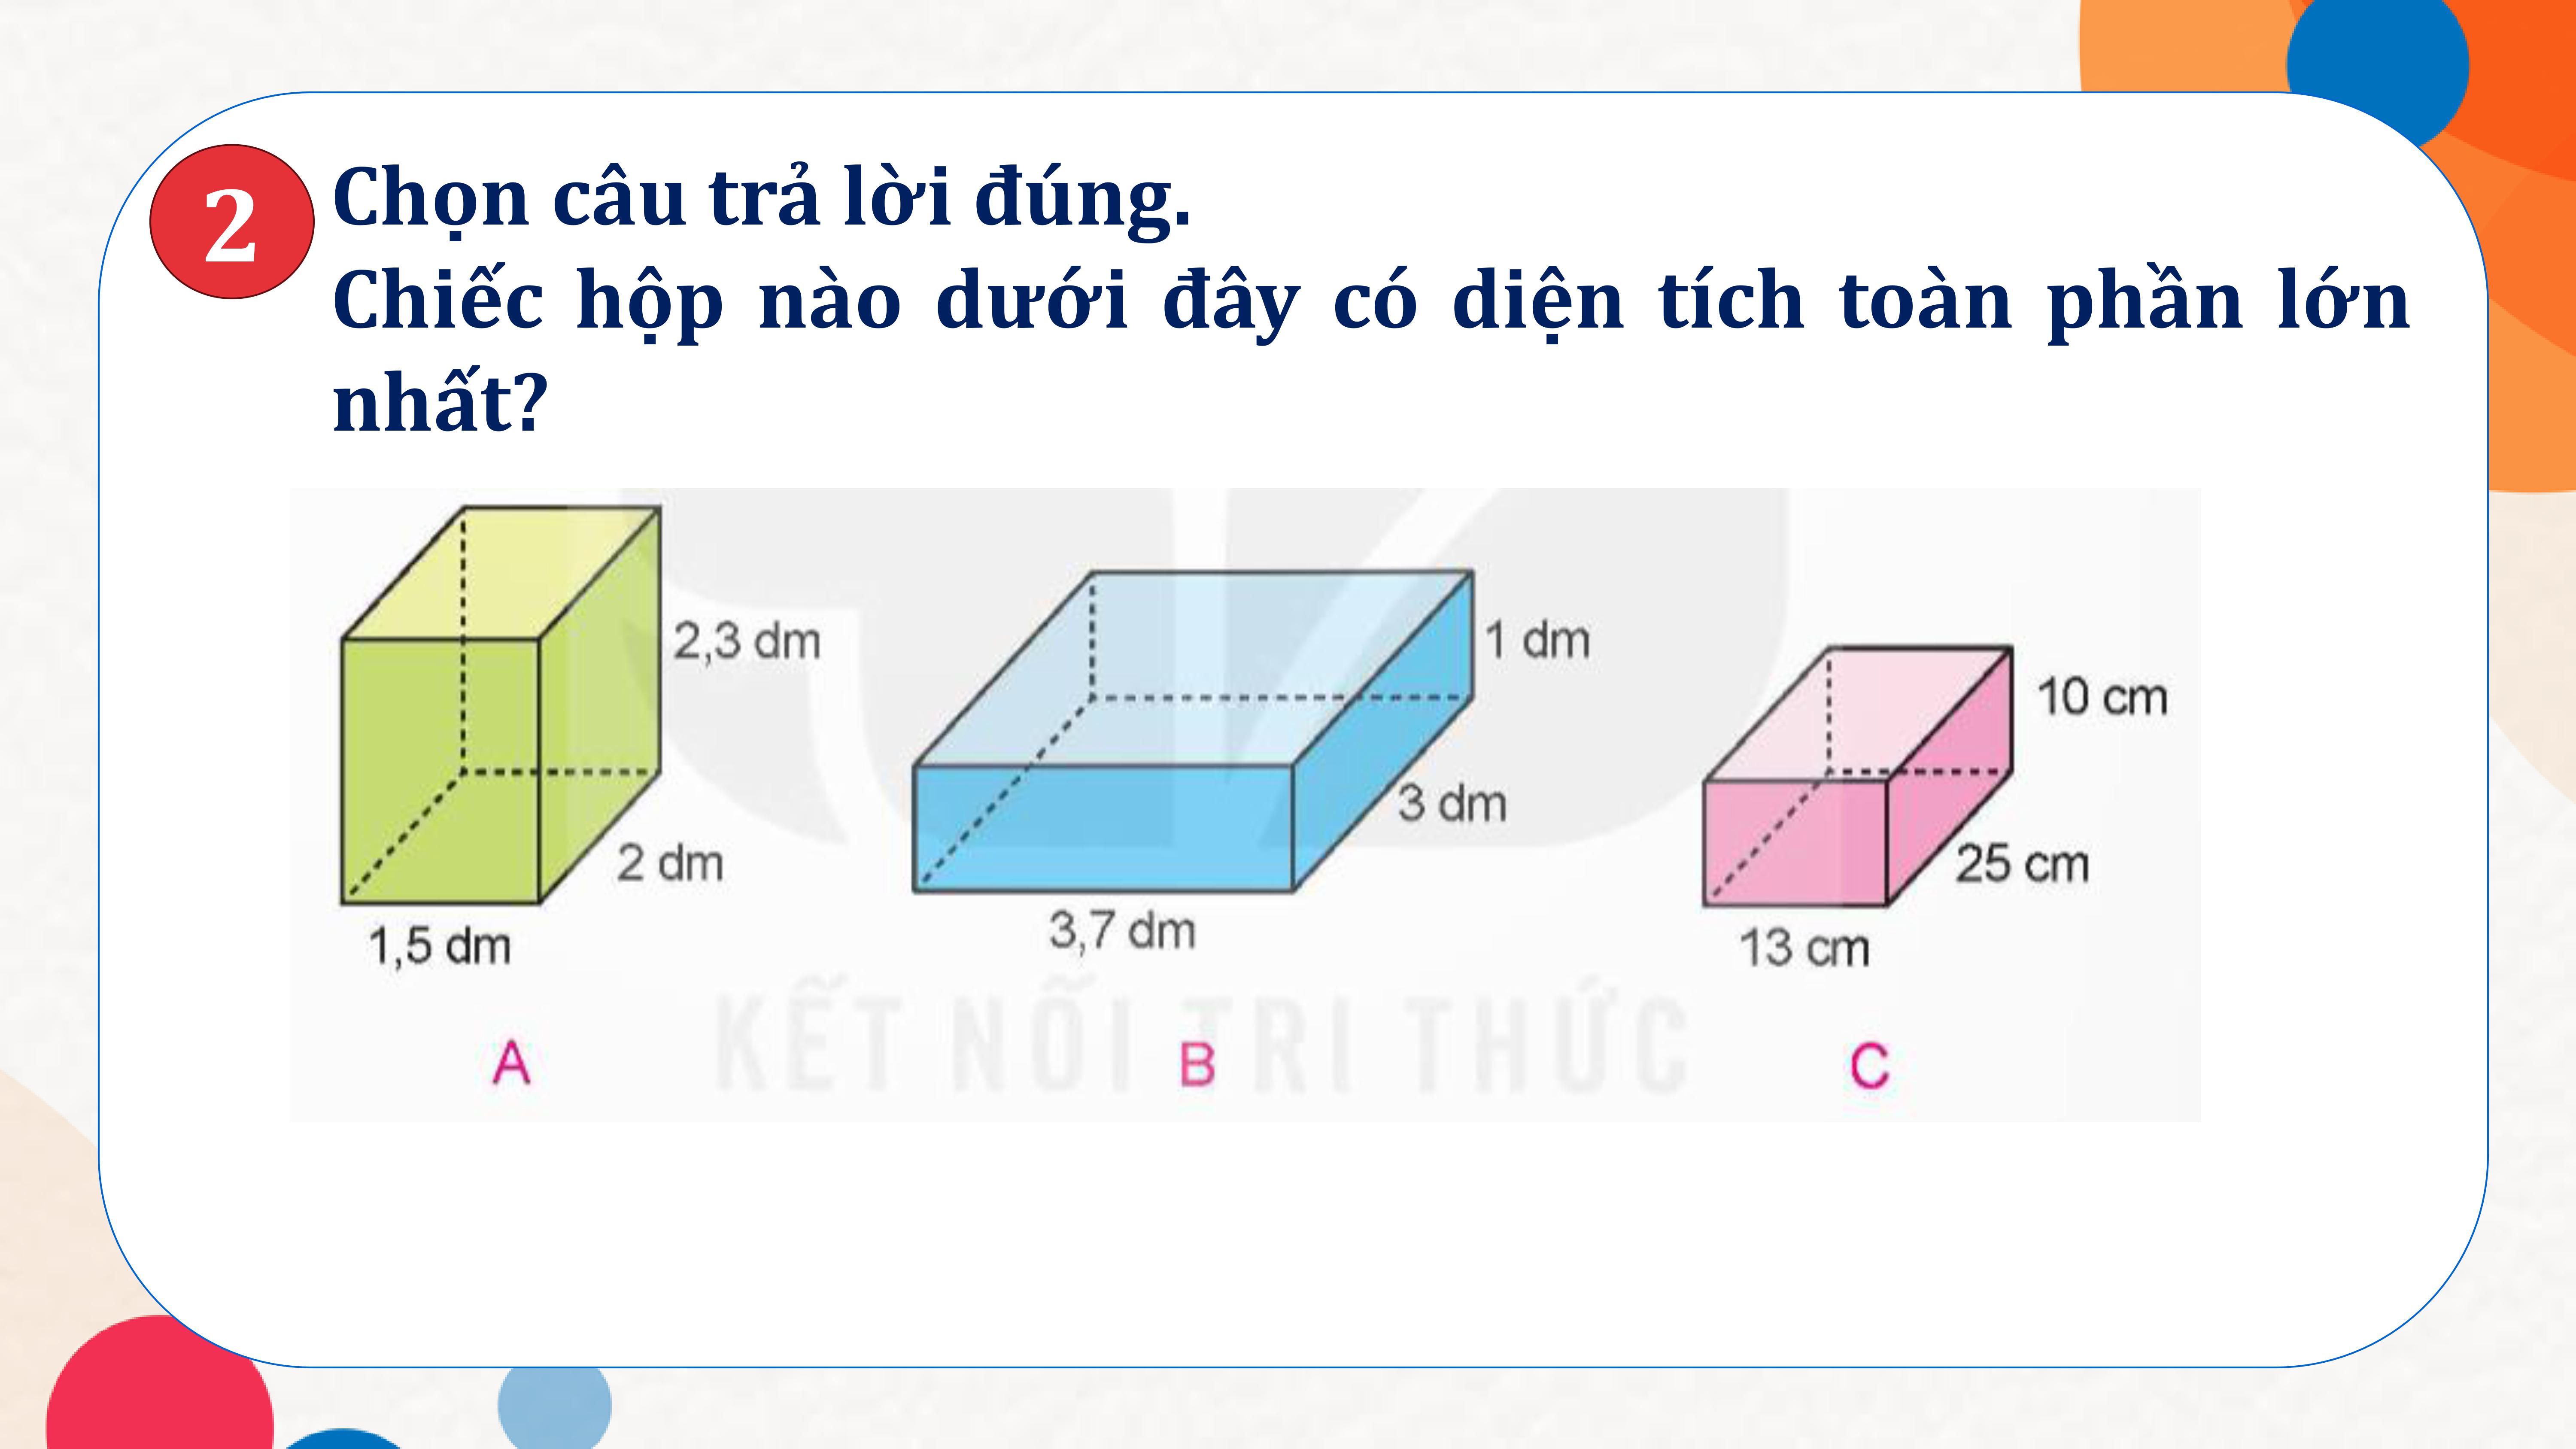 2
Chọn câu trả lời đúng.
Chiếc hộp nào dưới đây có diện tích toàn phần lớn
nhất?
2,3 dm
2 dm
1,5 dm
A
1 dm
3 dm
3,7 dm
B
10 cm
25 cm
13 cm
C
KẾT NỐI TRI THỨC